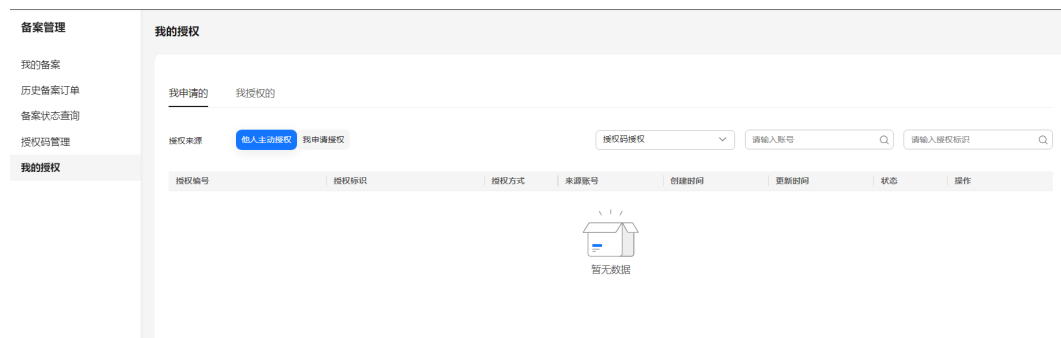 备案管理
我的备案
历史备案订单
备案状态查询
授权码管理
我的授权
我的授权
我申请的 我授权的
授权来源 他人主动授权 我申请授权 授权码授权 请输入账号 请输入授权标识
授权编号 授权标识 授权方式 来源账号 创建时间 更新时间 状态 操作
暂无数据